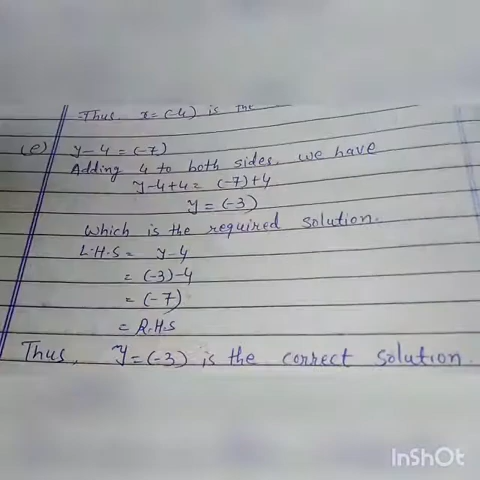 Thus, x=(-4) is the
(e) y-4=(-7)
Adding 4 to both sides, we have
y-4+4= (-7)+4
y=(-3)
Which is the required solution.
L.H.S = y-4
= (-3)-4
= (-7)
= R.H.S
Thus, y=(-3) is the correct solution.
InShOt